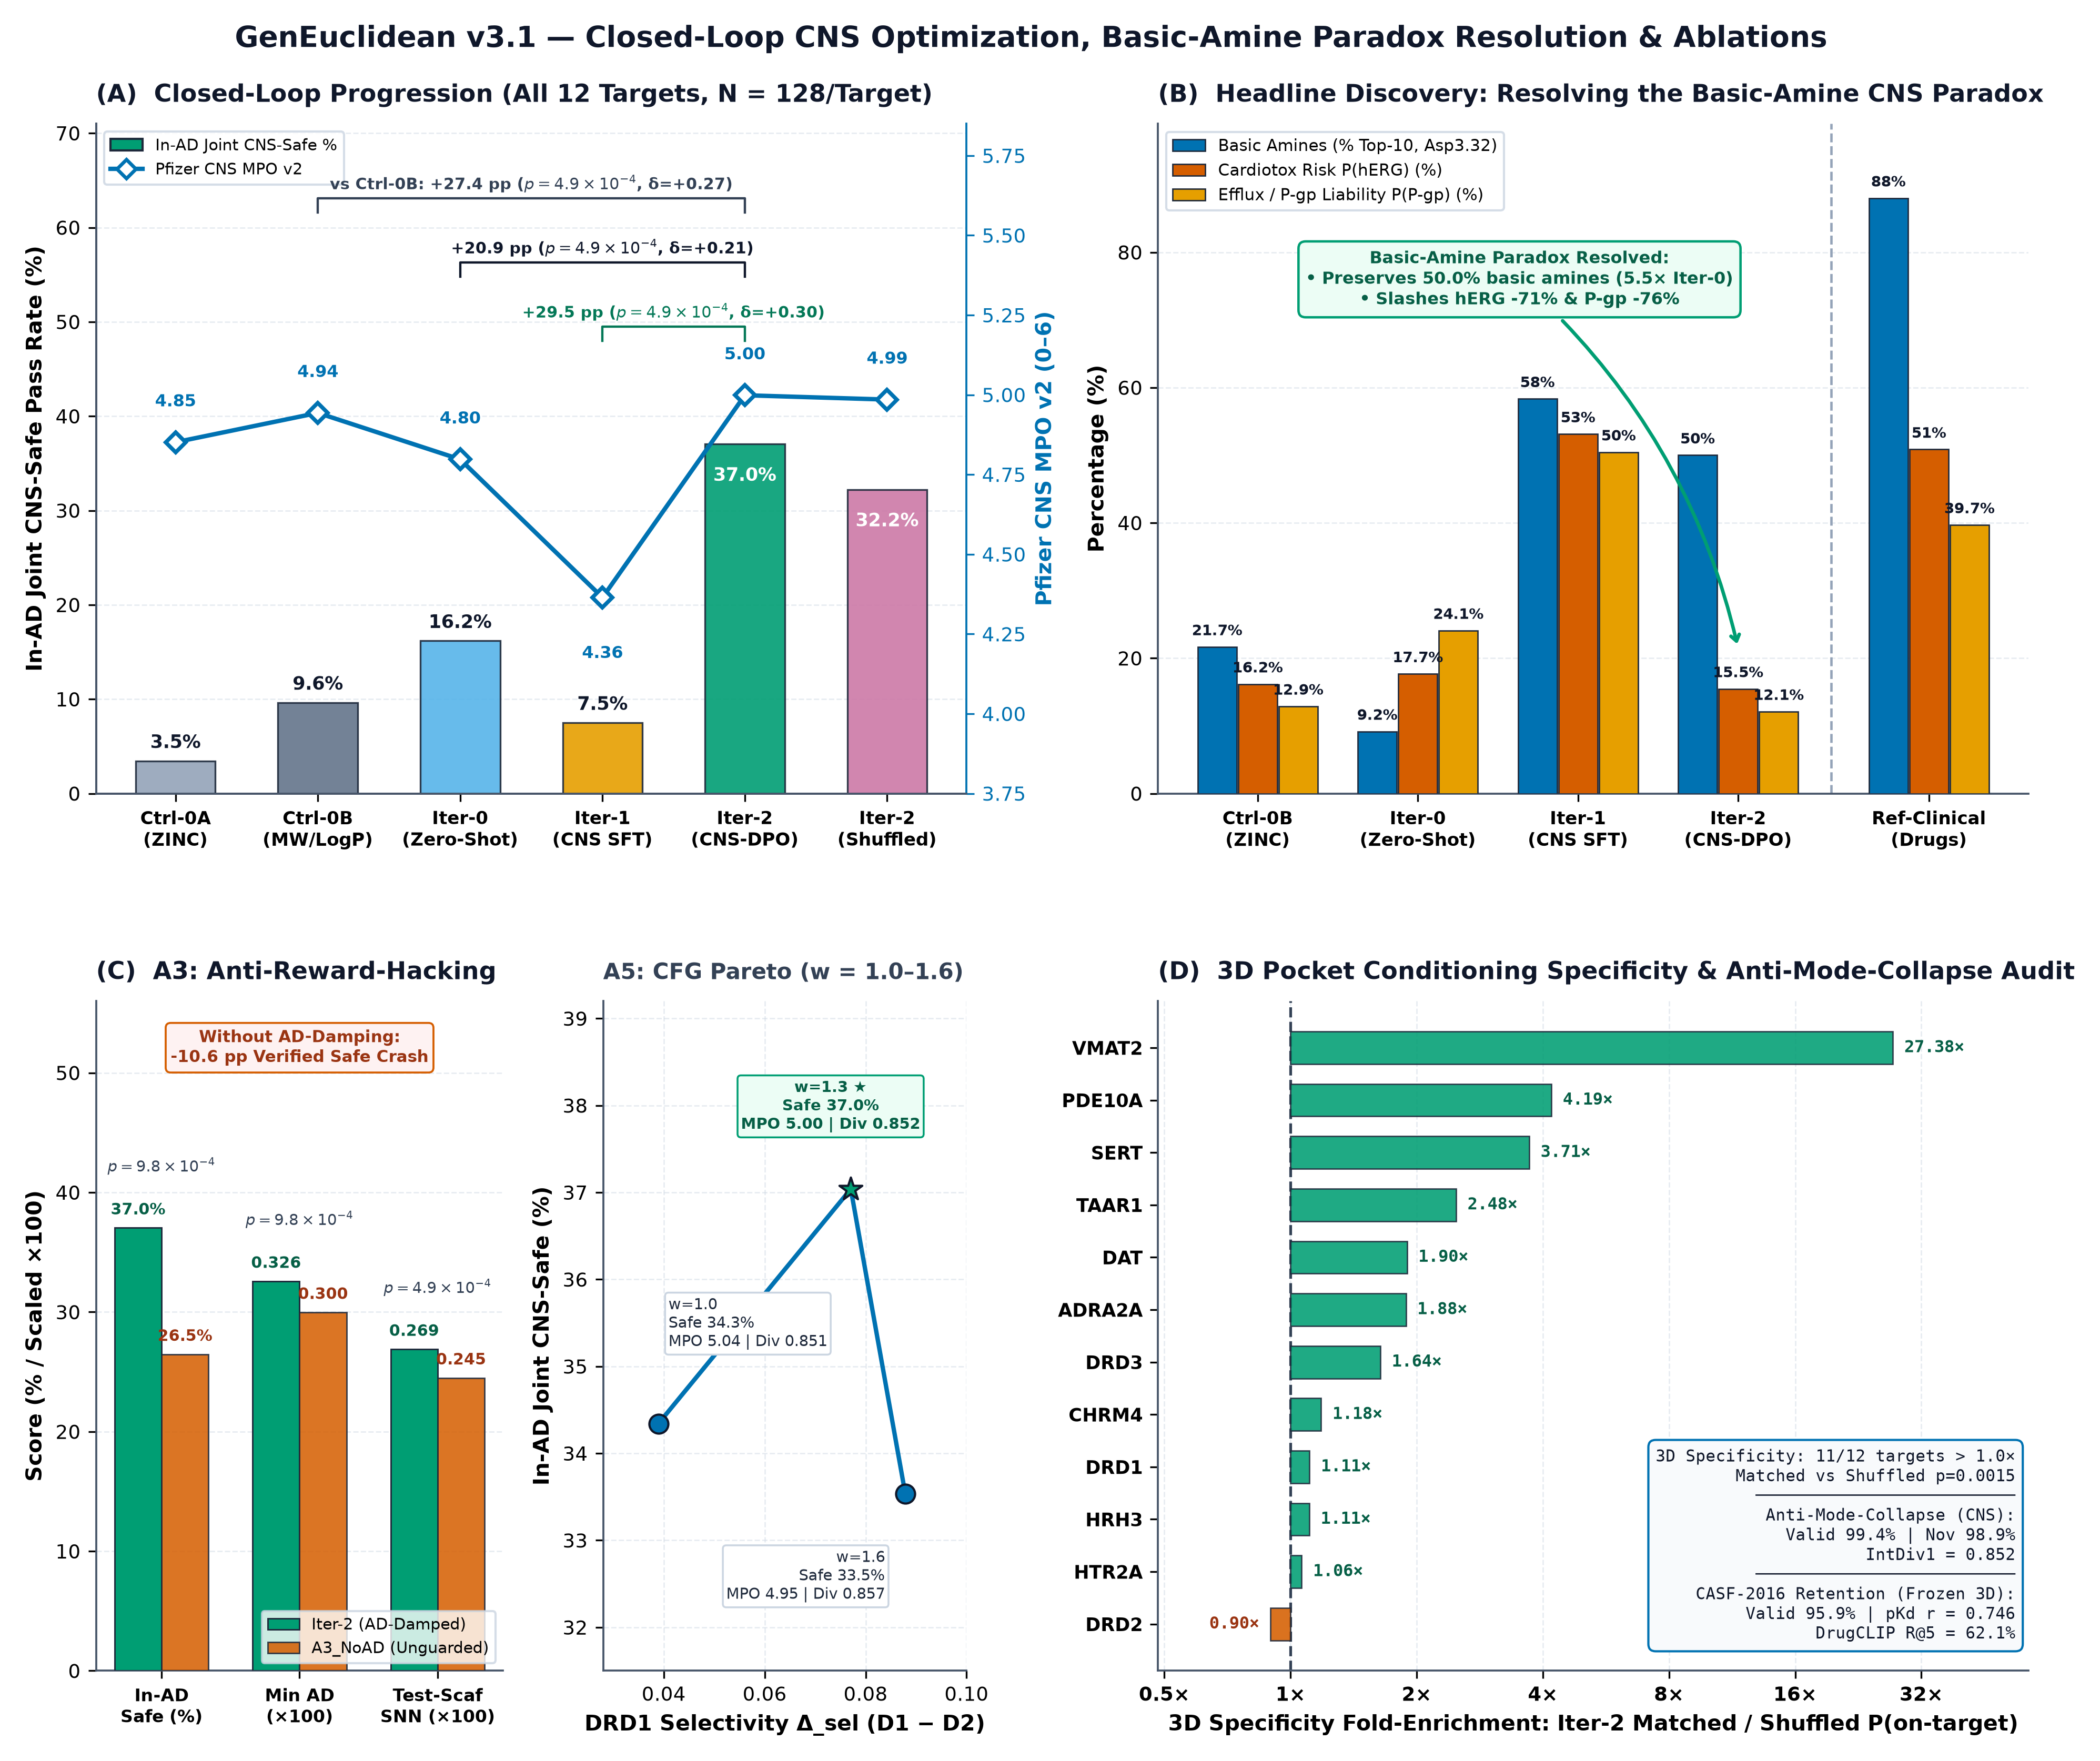 GenEuclidean v3.1 — Closed-Loop CNS Optimization, Basic-Amine Paradox Resolution & Ablations
(A) Closed-Loop Progression (All 12 Targets, N = 128/Target)
In-AD Joint CNS-Safe %
Pfizer CNS MPO v2
vs Ctrl-0B: +27.4 pp (p = 4.9 × 10⁻⁴, δ=+0.27)
+20.9 pp (p = 4.9 × 10⁻⁴, δ=+0.21)
+29.5 pp (p = 4.9 × 10⁻⁴, δ=+0.30)
4.85
4.94
4.80
4.36
5.00
4.99
3.5%
9.6%
16.2%
7.5%
37.0%
32.2%
In-AD Joint CNS-Safe Pass Rate (%)
70
60
50
40
30
20
10
0
Pfizer CNS MPO v2 (0–6)
5.75
5.50
5.25
5.00
4.75
4.50
4.25
4.00
3.75
Ctrl-0A
(ZINC)
Ctrl-0B
(MW/LogP)
Iter-0
(Zero-Shot)
Iter-1
(CNS SFT)
Iter-2
(CNS-DPO)
Iter-2
(Shuffled)
(B) Headline Discovery: Resolving the Basic-Amine CNS Paradox
Basic Amines (% Top-10, Asp3.32)
Cardiotox Risk P(hERG) (%)
Efflux / P-gp Liability P(P-gp) (%)
Basic-Amine Paradox Resolved:
• Preserves 50.0% basic amines (5.5× Iter-0)
• Slashes hERG -71% & P-gp -76%
Percentage (%)
80
60
40
20
0
21.7%
16.2%
12.9%
9.2%
17.7%
24.1%
58%
53%
50%
50%
15.5%
12.1%
88%
51%
39.7%
Ctrl-0B
(ZINC)
Iter-0
(Zero-Shot)
Iter-1
(CNS SFT)
Iter-2
(CNS-DPO)
Ref-Clinical
(Drugs)
(C) A3: Anti-Reward-Hacking
Without AD-Damping:
-10.6 pp Verified Safe Crash
Score (% / Scaled ×100)
50
40
30
20
10
0
p = 9.8 × 10⁻⁴
37.0%
26.5%
p = 9.8 × 10⁻⁴
0.326
0.300
p = 4.9 × 10⁻⁴
0.269
0.245
Iter-2 (AD-Damped)
A3_NoAD (Unguarded)
In-AD
Safe (%)
Min AD
(×100)
Test-Scaf
SNN (×100)
A5: CFG Pareto (w = 1.0–1.6)
In-AD Joint CNS-Safe (%)
39
38
37
36
35
34
33
32
w=1.3 ★
Safe 37.0%
MPO 5.00 | Div 0.852
w=1.0
Safe 34.3%
MPO 5.04 | Div 0.851
w=1.6
Safe 33.5%
MPO 4.95 | Div 0.857
0.04
0.06
0.08
0.10
DRD1 Selectivity Δ_sel (D1 − D2)
(D) 3D Pocket Conditioning Specificity & Anti-Mode-Collapse Audit
VMAT2 27.38×
PDE10A 4.19×
SERT 3.71×
TAAR1 2.48×
DAT 1.90×
ADRA2A 1.88×
DRD3 1.64×
CHRM4 1.18×
DRD1 1.11×
HRH3 1.11×
HTR2A 1.06×
DRD2 0.90×
3D Specificity: 11/12 targets > 1.0×
Matched vs Shuffled p=0.0015
Anti-Mode-Collapse (CNS):
Valid 99.4% | Nov 98.9%
IntDiv1 = 0.852
CASF-2016 Retention (Frozen 3D):
Valid 95.9% | pKd r = 0.746
DrugCLIP R@5 = 62.1%
0.5×
1×
2×
4×
8×
16×
32×
3D Specificity Fold-Enrichment: Iter-2 Matched / Shuffled P(on-target)